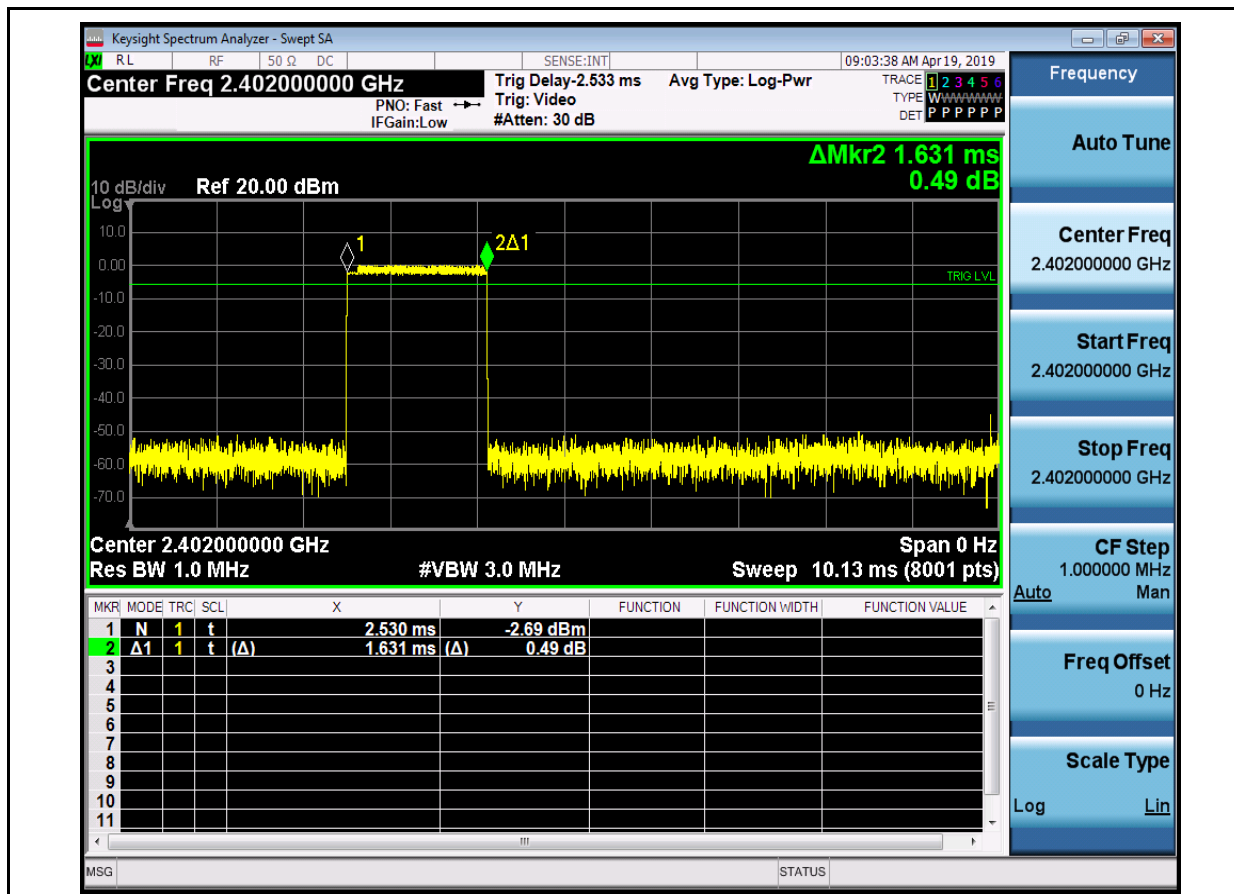 Keysight Spectrum Analyzer - Swept SA
LXI RL RF 50 Ω DC SENSE:INT 09:03:38 AM Apr 19, 2019
Center Freq 2.402000000 GHz
PNO: Fast
IFGain:Low
Trig Delay-2.533 ms
Trig: Video
#Atten: 30 dB
Avg Type: Log-Pwr
TRACE 1 2 3 4 5 6
TYPE WWWWWW
DET P P P P P P
ΔMkr2 1.631 ms
0.49 dB
10 dB/div Ref 20.00 dBm
Log
10.0
0.00
-10.0
-20.0
-30.0
-40.0
-50.0
-60.0
-70.0
1
2Δ1
TRIG LVL
Center 2.402000000 GHz Span 0 Hz
Res BW 1.0 MHz #VBW 3.0 MHz Sweep 10.13 ms (8001 pts)
MKR MODE TRC SCL X Y FUNCTION FUNCTION WIDTH FUNCTION VALUE
1 N 1 t 2.530 ms -2.69 dBm
2 Δ1 1 t (Δ) 1.631 ms (Δ) 0.49 dB
3
4
5
6
7
8
9
10
11
MSG STATUS
Frequency
Auto Tune
Center Freq
2.402000000 GHz
Start Freq
2.402000000 GHz
Stop Freq
2.402000000 GHz
CF Step
1.000000 MHz
Auto Man
Freq Offset
0 Hz
Scale Type
Log Lin